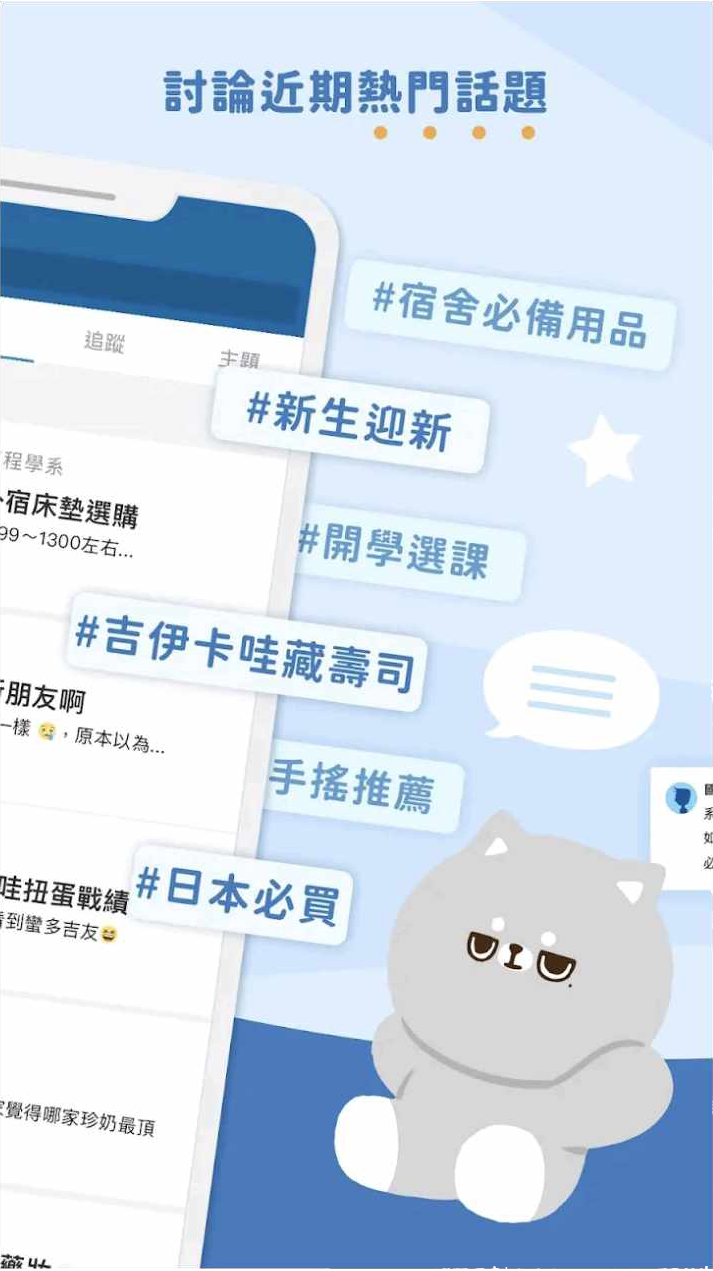 討論近期熱門話題
#宿舍必備用品
追蹤
主題
#新生迎新
程學系
宿床墊選購
99～1300左右...
#開學選課
#吉伊卡哇藏壽司
朋友啊
一樣 😢，原本以為...
手搖推薦
哇扭蛋戰績
#日本必買
看到蠻多吉友😆
覺得哪家珍奶最頂
系
如
必
藥妝